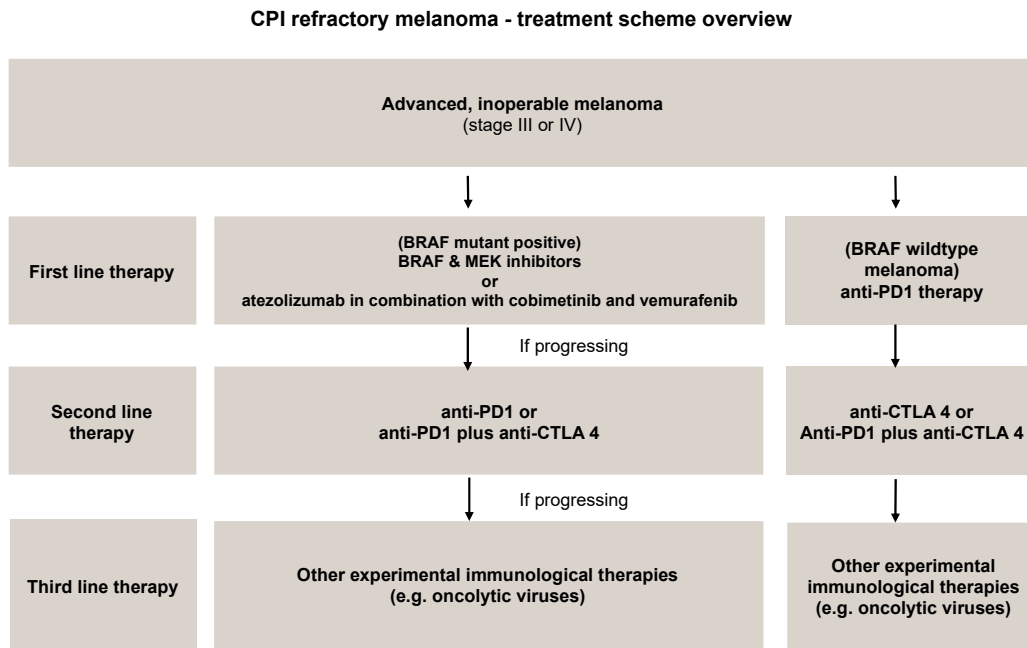 CPI refractory melanoma - treatment scheme overview
Advanced, inoperable melanoma
(stage III or IV)
First line therapy
(BRAF mutant positive)
BRAF & MEK inhibitors
or
atezolizumab in combination with cobimetinib and vemurafenib
(BRAF wildtype
melanoma)
anti-PD1 therapy
If progressing
Second line
therapy
anti-PD1 or
anti-PD1 plus anti-CTLA 4
anti-CTLA 4 or
Anti-PD1 plus anti-CTLA 4
If progressing
Third line therapy
Other experimental immunological therapies
(e.g. oncolytic viruses)
Other experimental
immunological therapies
(e.g. oncolytic viruses)